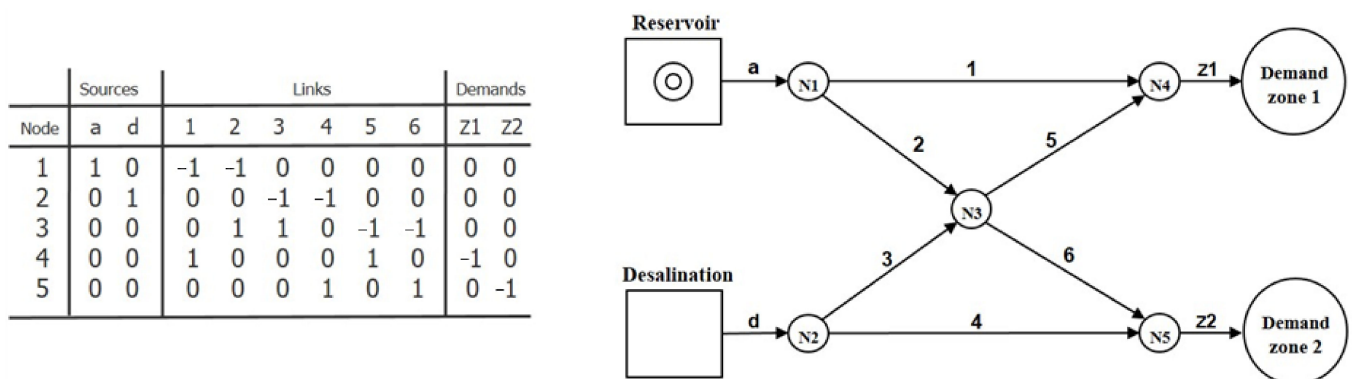 Sources Links Demands
Node a d 1 2 3 4 5 6 Z1 Z2
1 1 0 -1 -1 0 0 0 0 0 0
2 0 1 0 0 -1 -1 0 0 0 0
3 0 0 0 1 1 0 -1 -1 0 0
4 0 0 1 0 0 0 1 0 -1 0
5 0 0 0 0 0 1 0 1 0 -1
Reservoir
a
N1
1
N4
Z1
Demand
zone 1
2
5
N3
Desalination
3
6
d
N2
4
N5
Z2
Demand
zone 2